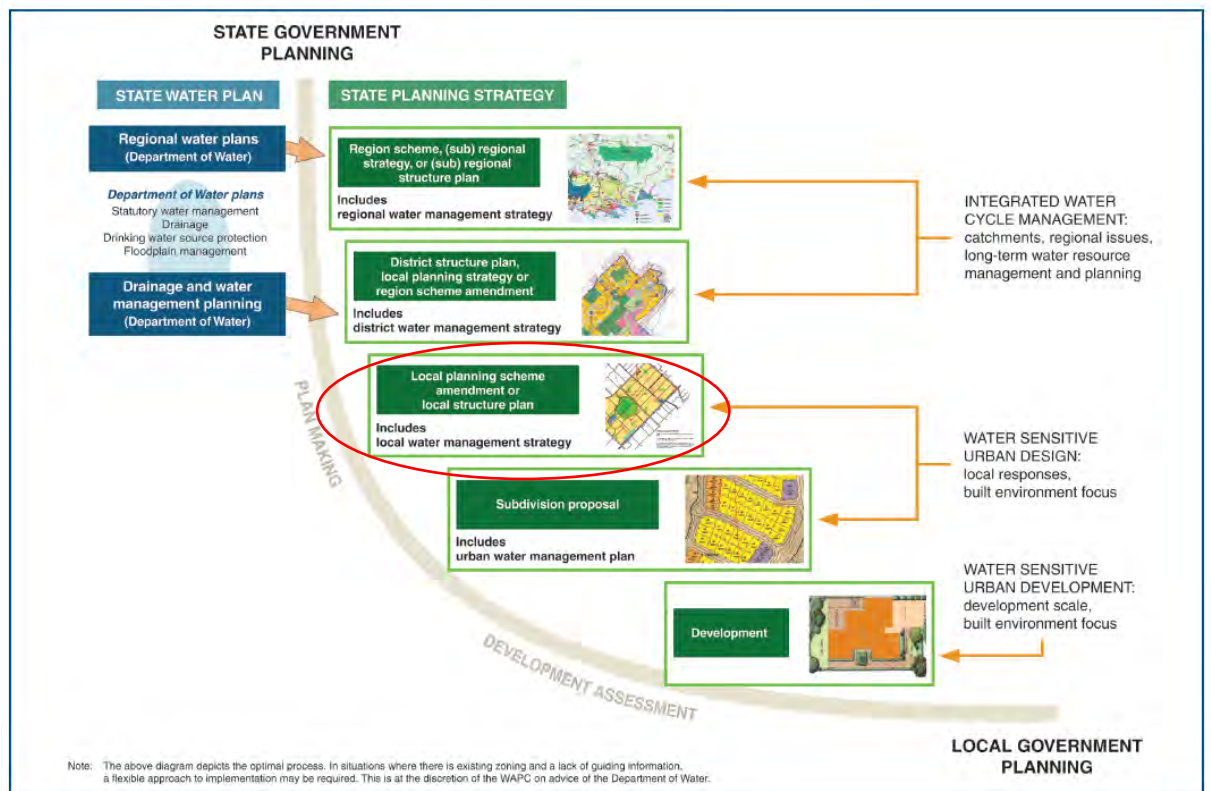 STATE GOVERNMENT
PLANNING
STATE WATER PLAN
STATE PLANNING STRATEGY
Regional water plans
(Department of Water)
Department of Water plans
Statutory water management
Drainage
Drinking water source protection
Floodplain management
Drainage and water
management planning
(Department of Water)
Region scheme, (sub) regional
strategy, or (sub) regional
structure plan
Includes
regional water management strategy
District structure plan,
local planning strategy or
region scheme amendment
Includes
district water management strategy
Local planning scheme
amendment or
local structure plan
Includes
local water management strategy
Subdivision proposal
Includes
urban water management plan
Development
INTEGRATED WATER
CYCLE MANAGEMENT:
catchments, regional issues,
long-term water resource
management and planning
WATER SENSITIVE
URBAN DESIGN:
local responses,
built environment focus
WATER SENSITIVE
URBAN DEVELOPMENT:
development scale,
built environment focus
PLAN MAKING
DEVELOPMENT ASSESSMENT
LOCAL GOVERNMENT
PLANNING
Note: The above diagram depicts the optimal process. In situations where there is existing zoning and a lack of guiding information,
a flexible approach to implementation may be required. This is at the discretion of the WAPC on advice of the Department of Water.